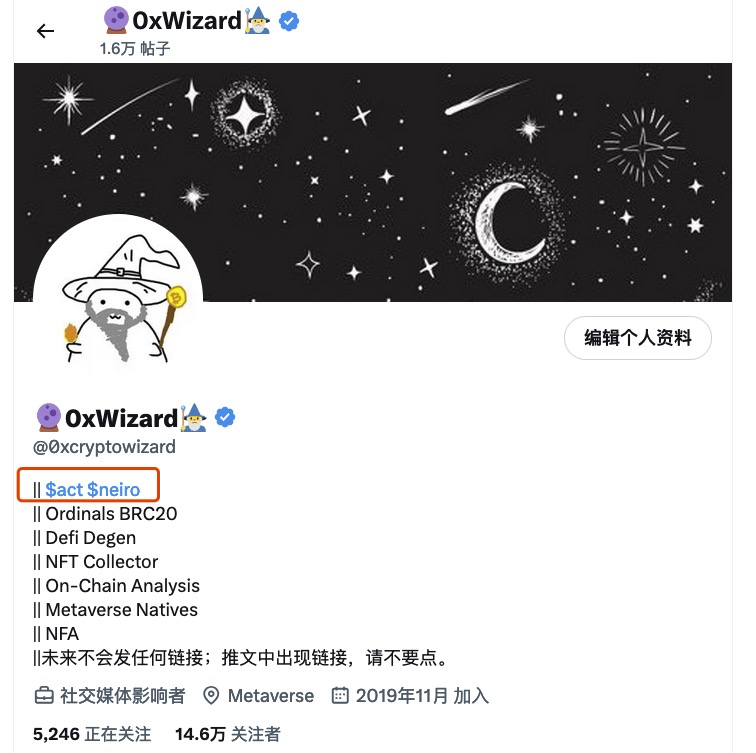 🔮0xWizard🧙‍♂️
1.6万 帖子
编辑个人资料
🔮0xWizard🧙‍♂️
@0xcryptowizard
|| $act $neiro
|| Ordinals BRC20
|| Defi Degen
|| NFT Collector
|| On-Chain Analysis
|| Metaverse Natives
|| NFA
||未来不会发任何链接；推文中出现链接，请不要点。
社交媒体影响者 Metaverse 2019年11月 加入
5,246 正在关注 14.6万 关注者